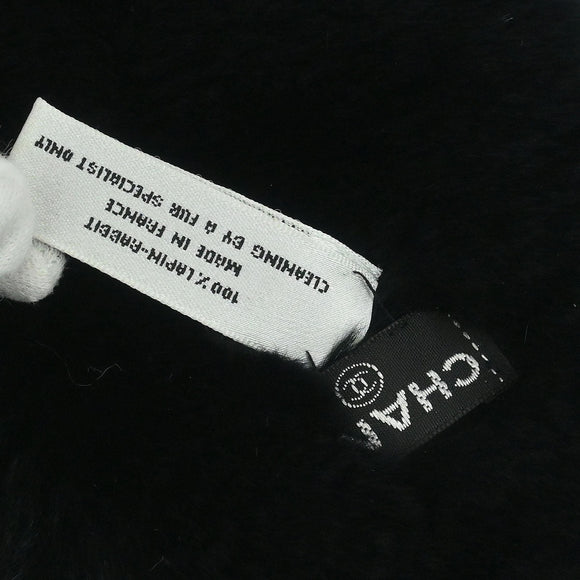 100% LAPIN-RABBIT
MADE IN FRANCE
CLEANING BY A FUR SPECIALIST ONLY
CHA